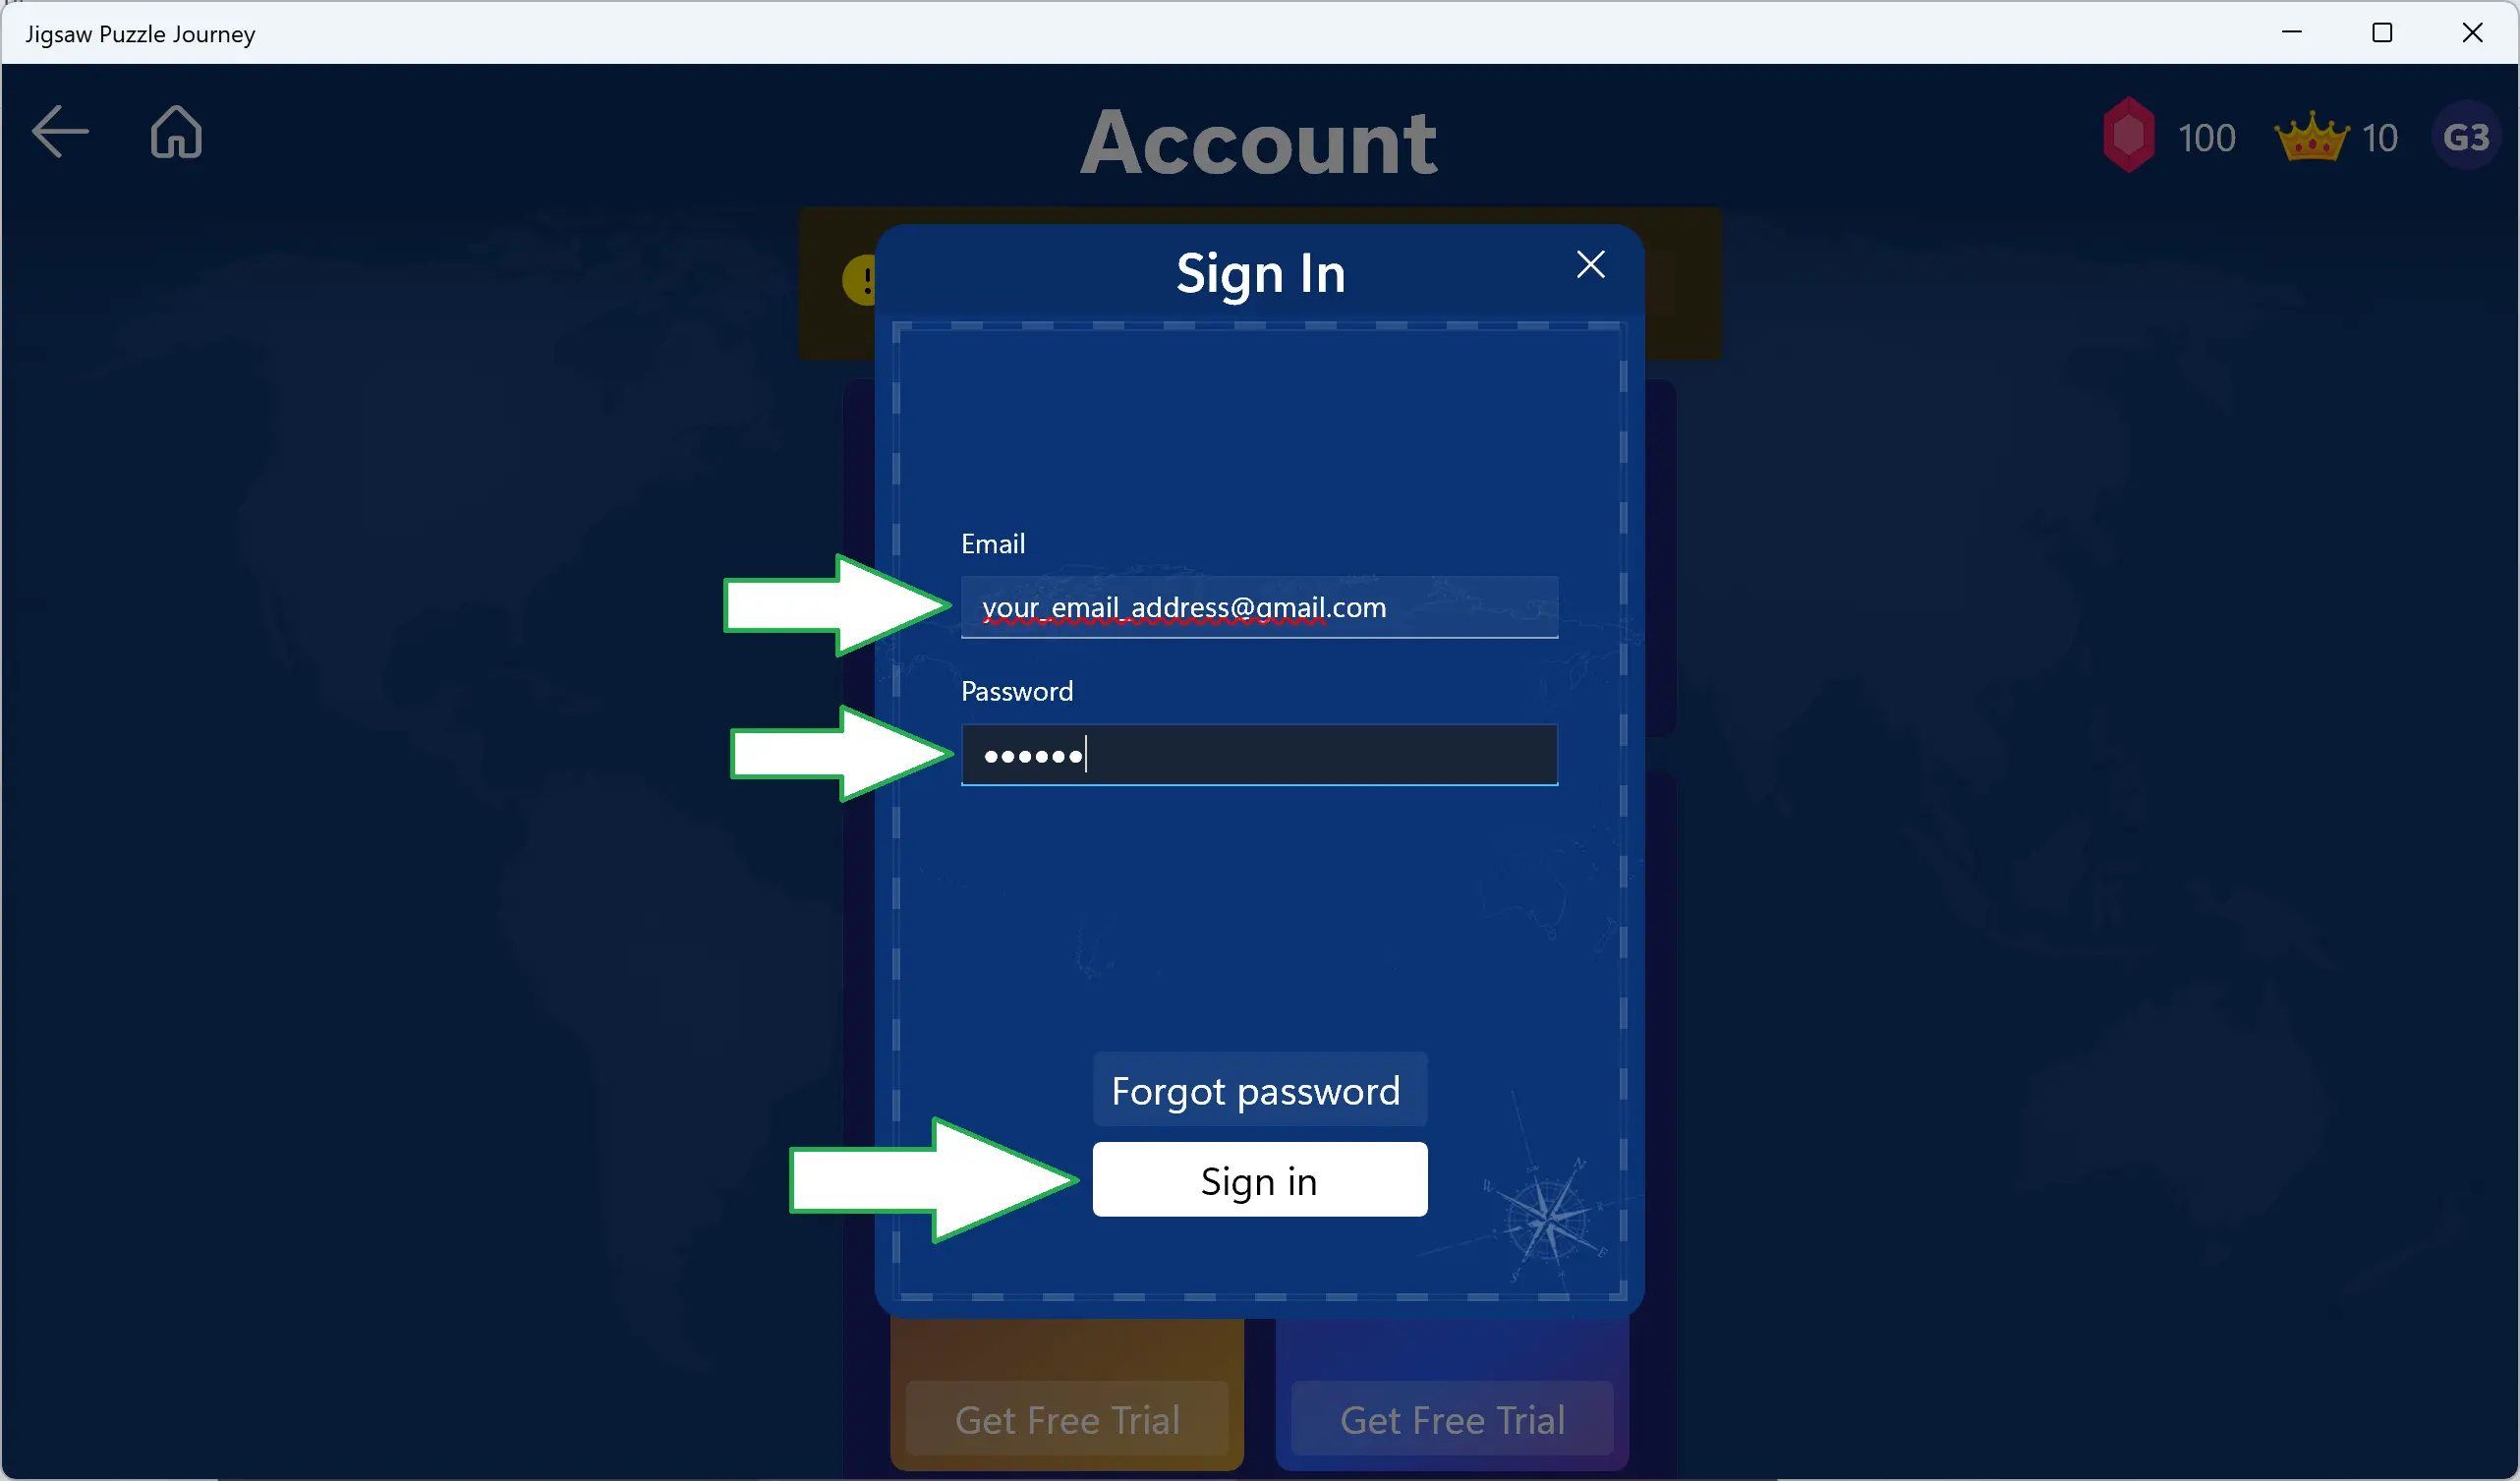 Jigsaw Puzzle Journey
Account
100
10
G3
Sign In
Email
your_email_address@gmail.com
Password
Forgot password
Sign in
Get Free Trial
Get Free Trial